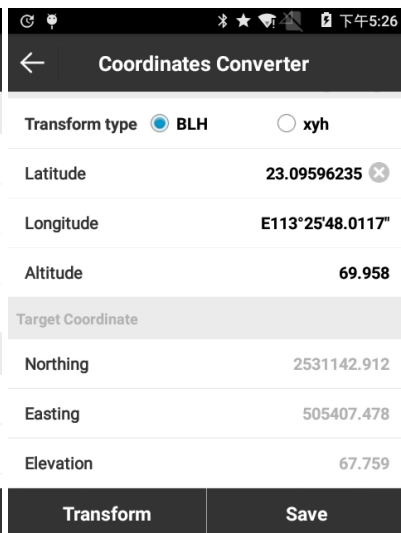 下午5:26
Coordinates Converter
Transform type BLH xyh
Latitude 23.09596235
Longitude E113°25'48.0117"
Altitude 69.958
Target Coordinate
Northing 2531142.912
Easting 505407.478
Elevation 67.759
Transform Save